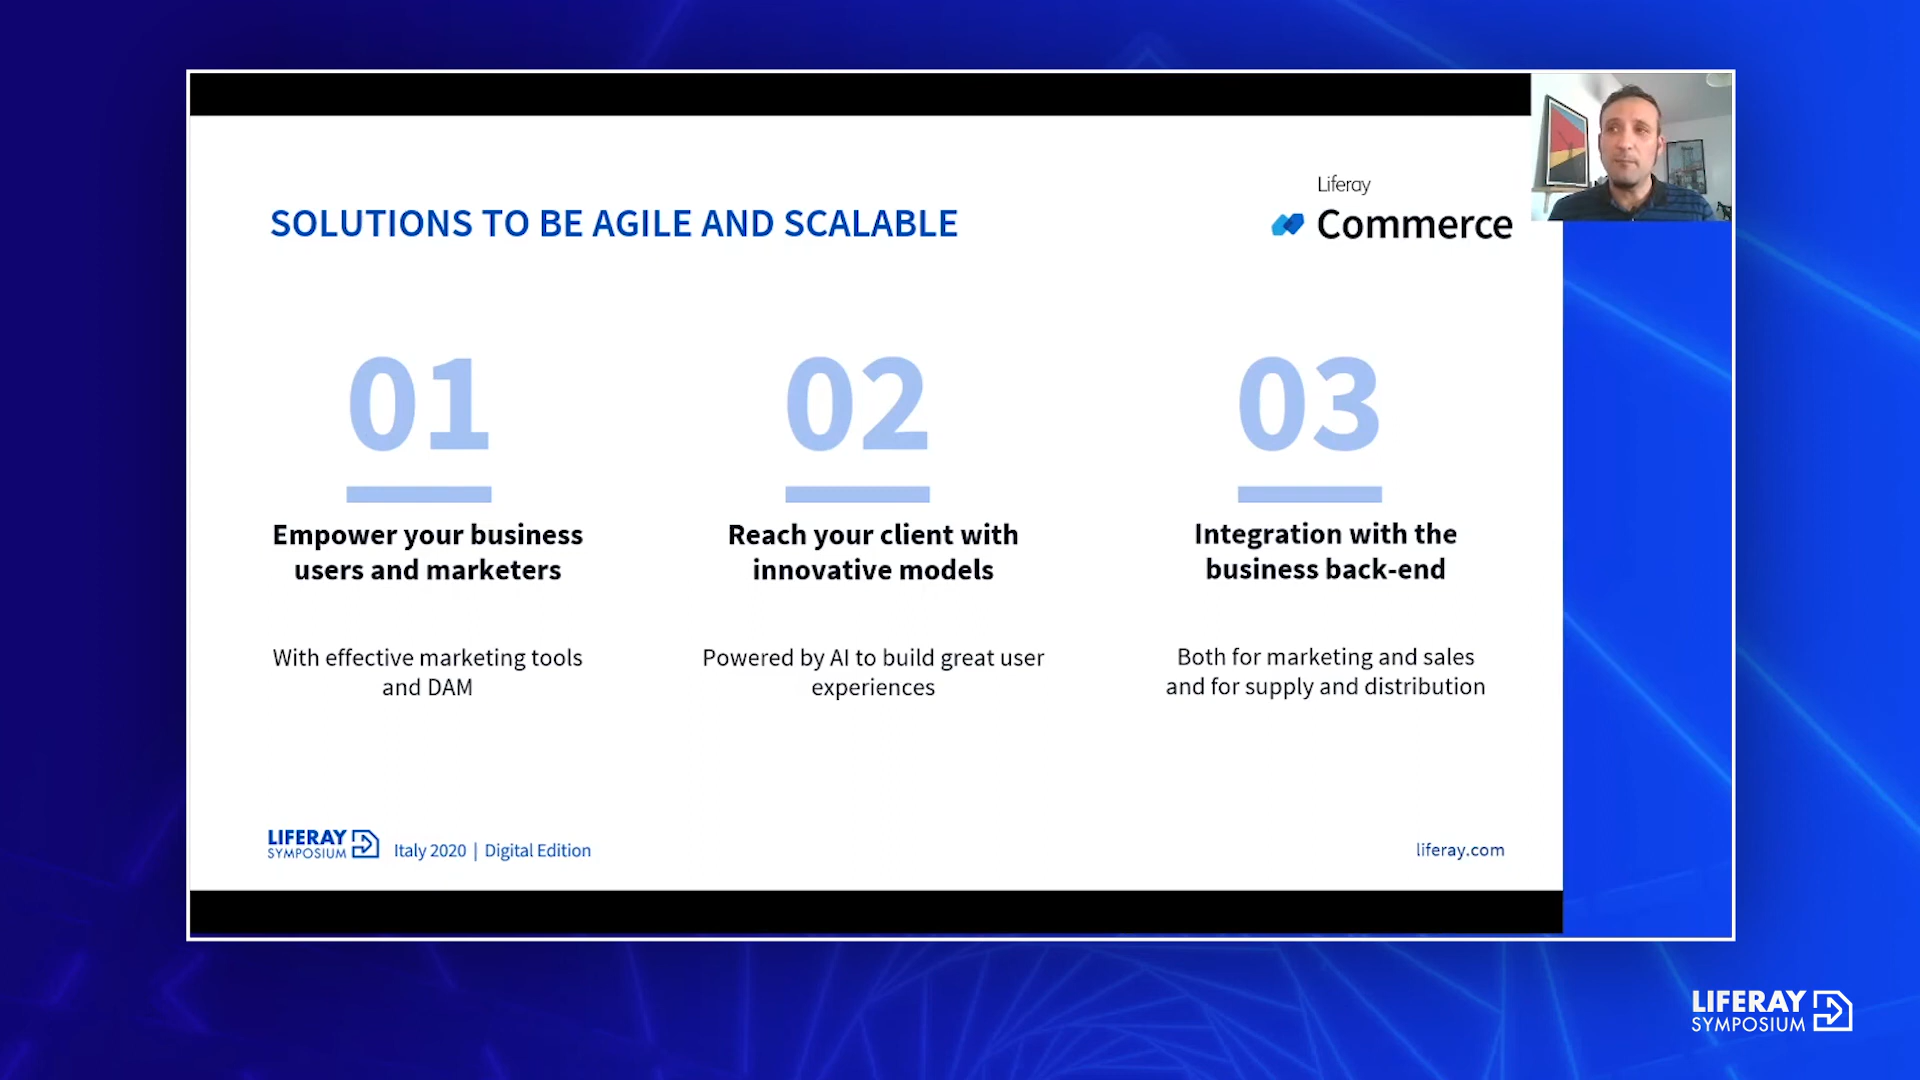 SOLUTIONS TO BE AGILE AND SCALABLE
Liferay
Commerce
01
Empower your business
users and marketers
With effective marketing tools
and DAM
02
Reach your client with
innovative models
Powered by AI to build great user
experiences
03
Integration with the
business back-end
Both for marketing and sales
and for supply and distribution
LIFERAY
SYMPOSIUM
Italy 2020 | Digital Edition
liferay.com
LIFERAY
SYMPOSIUM